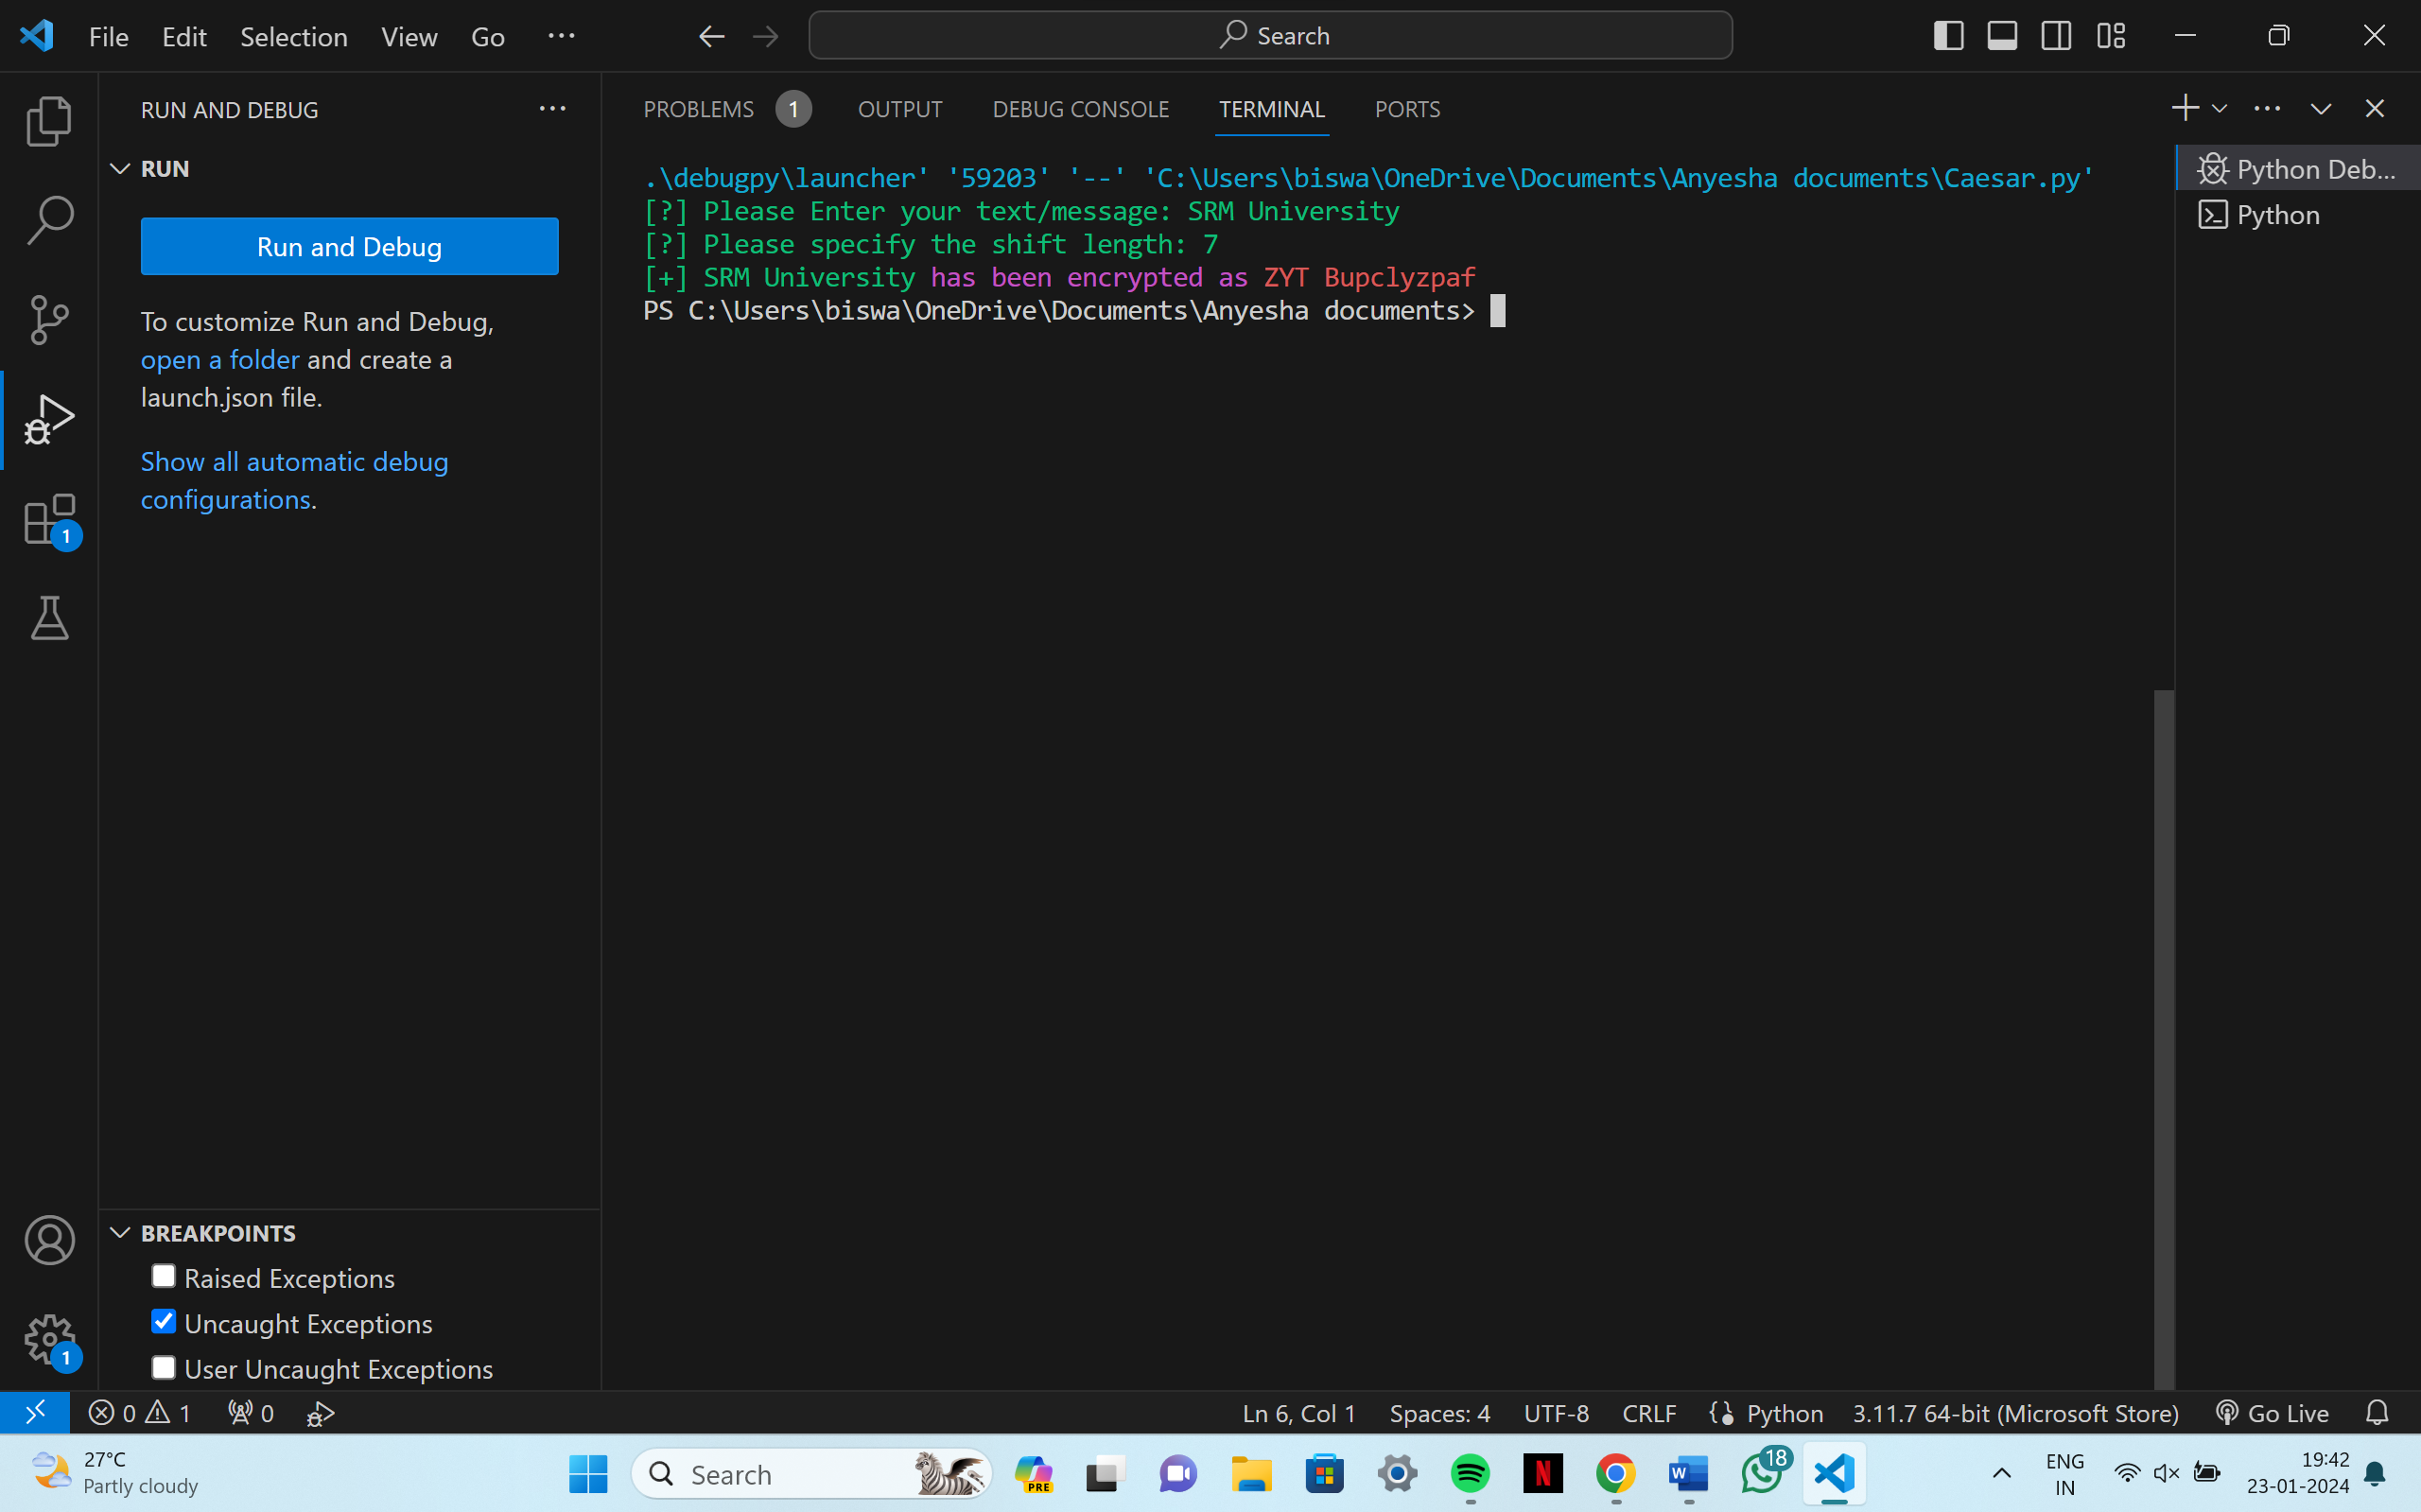 File Edit Selection View Go ...
Search
RUN AND DEBUG ...
RUN
Run and Debug
To customize Run and Debug,
open a folder and create a
launch.json file.
Show all automatic debug
configurations.
1
BREAKPOINTS
Raised Exceptions
Uncaught Exceptions
User Uncaught Exceptions
1
PROBLEMS 1 OUTPUT DEBUG CONSOLE TERMINAL PORTS
.\debugpy\launcher' '59203' '--' 'C:\Users\biswa\OneDrive\Documents\Anyesha documents\Caesar.py'
[?] Please Enter your text/message: SRM University
[?] Please specify the shift length: 7
[+] SRM University has been encrypted as ZYT Bupclyzpaf
PS C:\Users\biswa\OneDrive\Documents\Anyesha documents>
Python Deb...
Python
0 1 0 Ln 6, Col 1 Spaces: 4 UTF-8 CRLF Python 3.11.7 64-bit (Microsoft Store) Go Live
27°C
Partly cloudy
Search
PRE
N
W
18
ENG
IN
19:42
23-01-2024